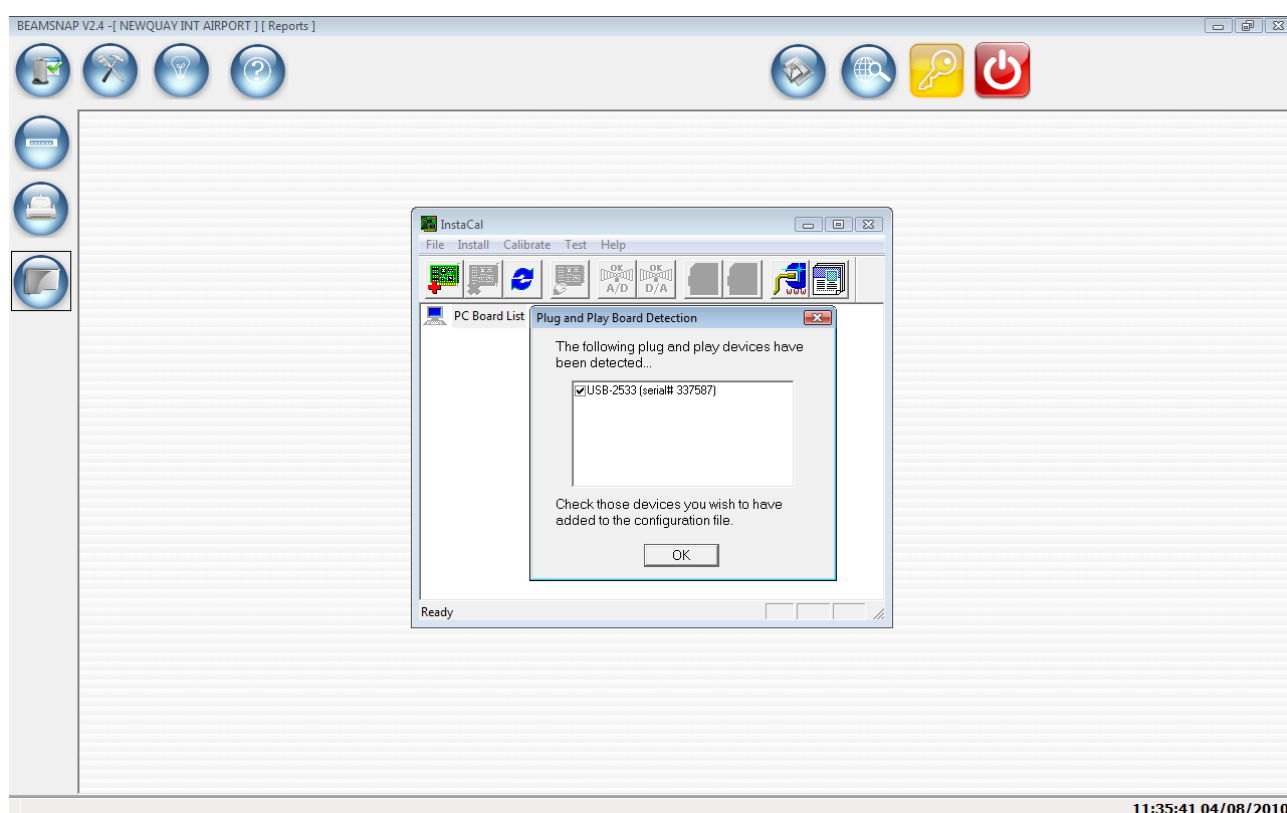 BEAMSNAP V2.4 -[ NEWQUAY INT AIRPORT ] [ Reports ]
InstaCal
File Install Calibrate Test Help
OK A/D
OK D/A
PC Board List
Plug and Play Board Detection
The following plug and play devices have
been detected...
USB-2533 (serial# 337587)
Check those devices you wish to have
added to the configuration file.
OK
Ready
11:35:41 04/08/2010